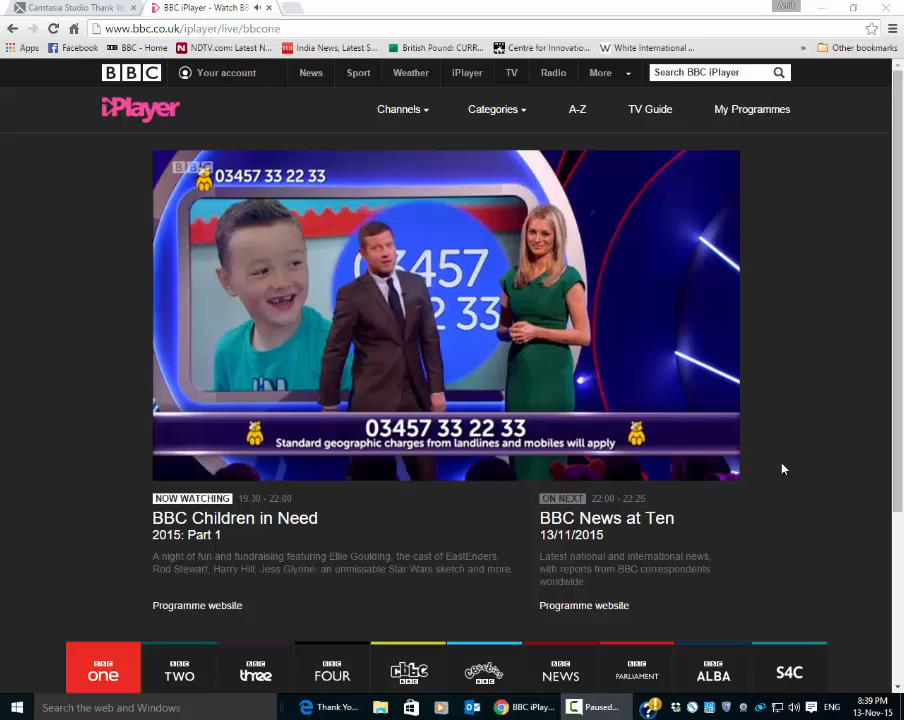 Camtasia Studio Thank Yo
BBC iPlayer - Watch BB
Amit
www.bbc.co.uk/iplayer/live/bbcone
Apps
Facebook
BBC - Home
NDTV.com: Latest N...
India News, Latest S...
British Pound: CURR...
Centre for Innovatio...
White International ...
»
Other bookmarks
BBC
Your account
News
Sport
Weather
iPlayer
TV
Radio
More
Search BBC iPlayer
iPlayer
Channels
Categories
A-Z
TV Guide
My Programmes
BBC
03457 33 22 33
03457
2 33
03457 33 22 33
Standard geographic charges from landlines and mobiles will apply
NOW WATCHING 19:30 - 22:00
BBC Children in Need
2015: Part 1
A night of fun and fundraising featuring Ellie Goulding, the cast of EastEnders,
Rod Stewart, Harry Hill, Jess Glynne, an unmissable Star Wars sketch and more.
Programme website
ON NEXT 22:00 - 22:25
BBC News at Ten
13/11/2015
Latest national and international news,
with reports from BBC correspondents
worldwide
Programme website
BBC one
BBC TWO
BBC three
BBC FOUR
cbbc BBC
cbeebies BBC
BBC NEWS
BBC PARLIAMENT
BBC ALBA
S4C
Search the web and Windows
Thank Yo...
BBC iPla...
Paused...
ENG
8:39 PM
13-Nov-15